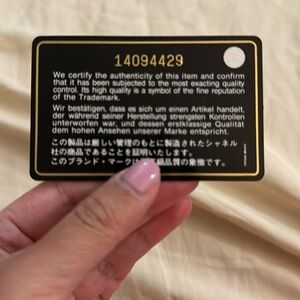 14094429
We certify the authenticity of this item and confirm
that it has been subjected to the most exacting quality
control. Its high quality is a symbol of the fine reputation
of the Trademark.
Wir bestätigen, dass es sich um einen Artikel handelt,
der während seiner Herstellung strengsten Kontrollen
unterworfen war, und dessen erstklassige Qualität
dem hohen Ansehen unserer Marke entspricht.
この製品は厳しい管理のもとに製造されたシャネル
社の商品であることを証明いたします。
このブランド・マークは 品質の象徴です。